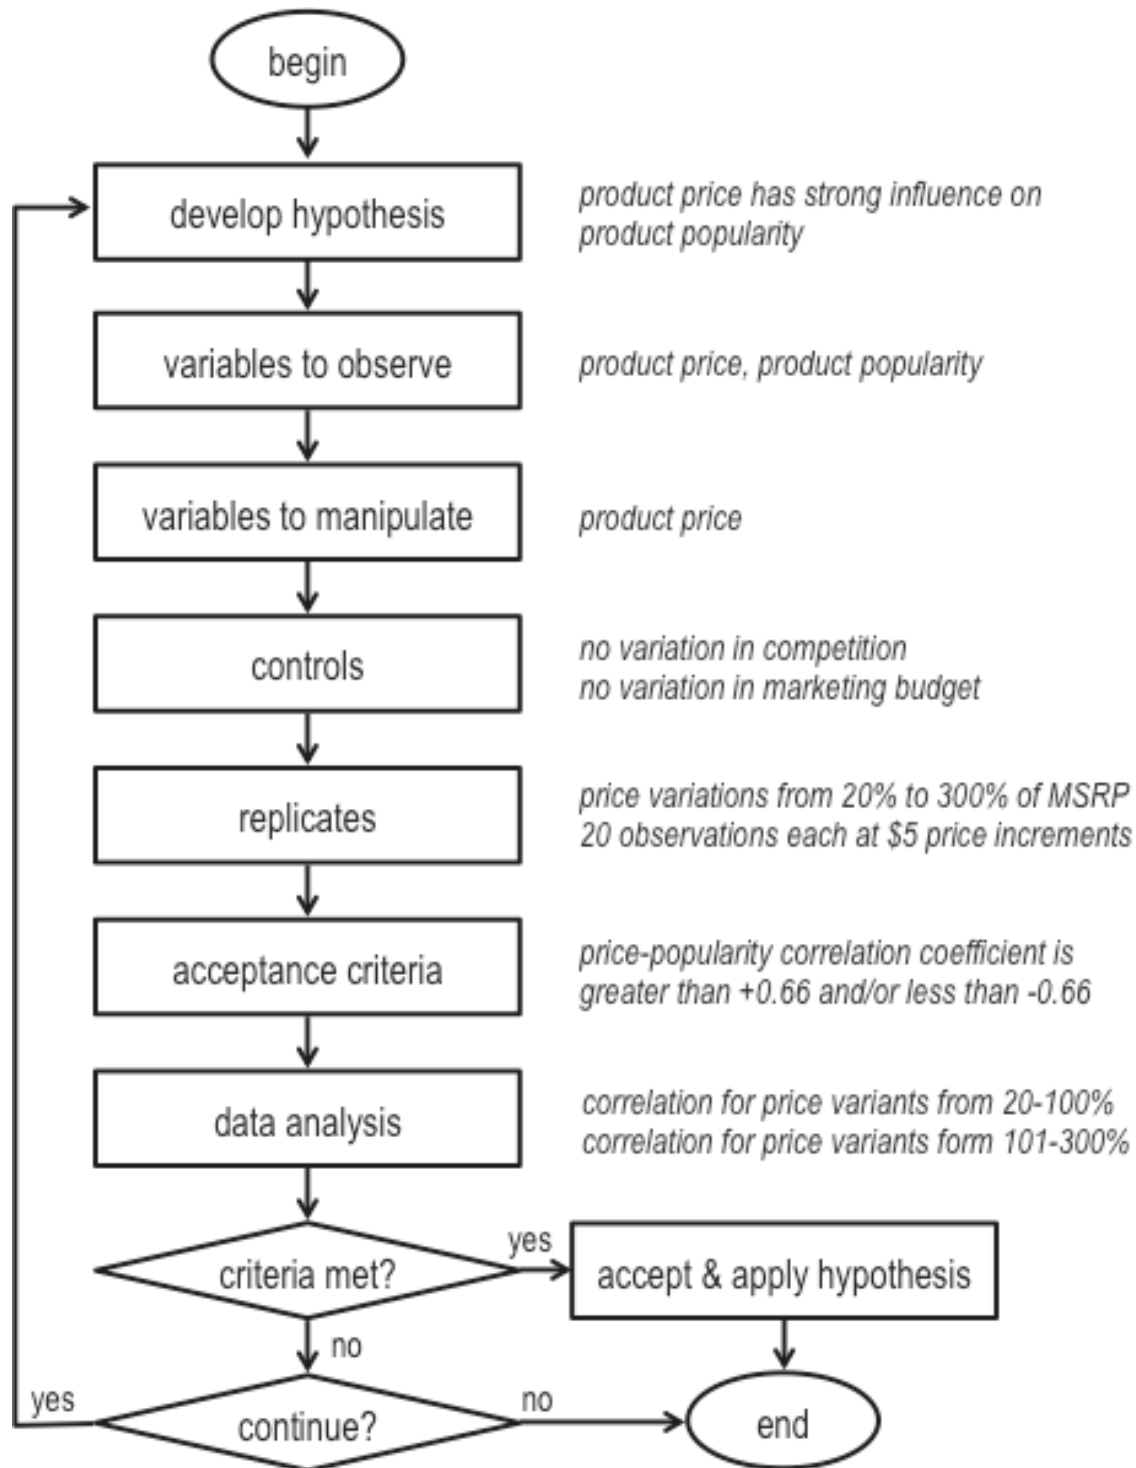 begin
develop hypothesis
product price has strong influence on
product popularity
variables to observe
product price, product popularity
variables to manipulate
product price
controls
no variation in competition
no variation in marketing budget
replicates
price variations from 20% to 300% of MSRP
20 observations each at $5 price increments
acceptance criteria
price-popularity correlation coefficient is
greater than +0.66 and/or less than -0.66
data analysis
correlation for price variants from 20-100%
correlation for price variants form 101-300%
criteria met?
yes
accept & apply hypothesis
no
yes
continue?
no
end